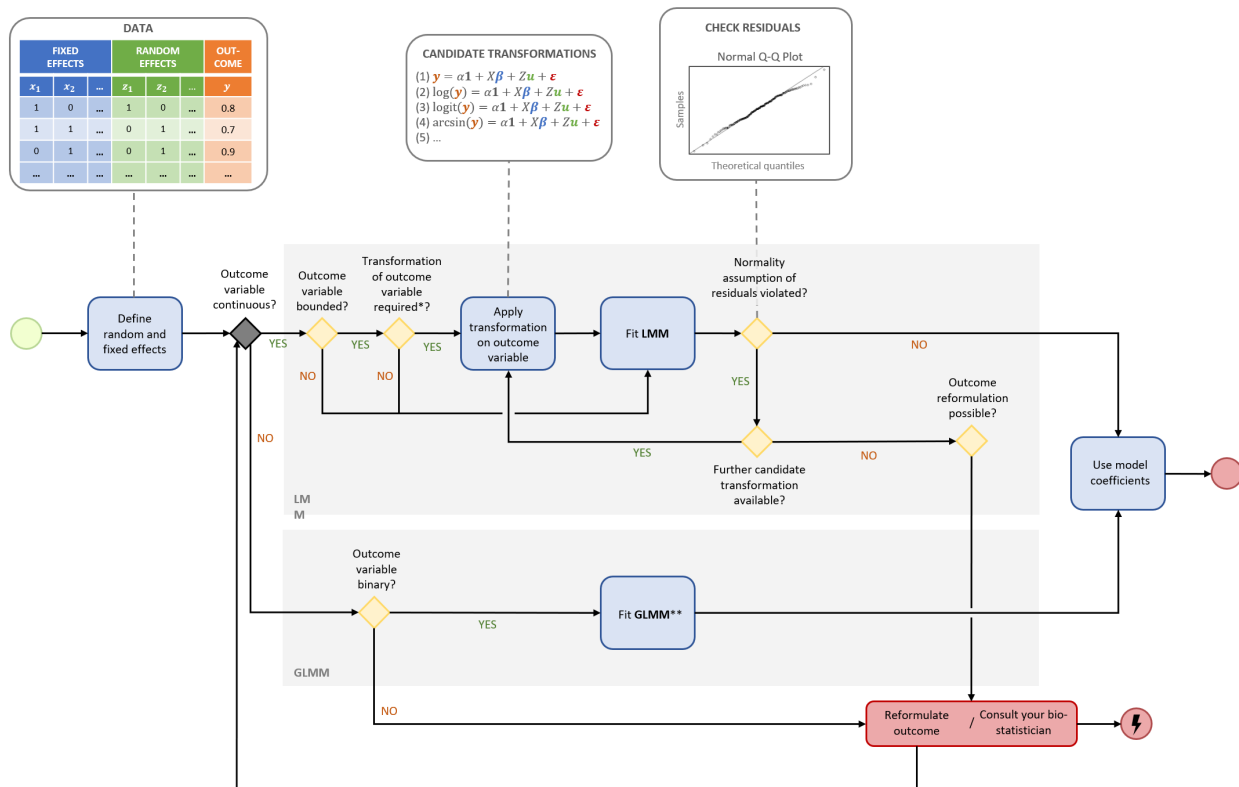 DATA
FIXED EFFECTS
RANDOM EFFECTS
OUT-COME
x₁ x₂ ... z₁ z₂ ... y
1 0 ... 1 0 ... 0.8
1 1 ... 0 1 ... 0.7
0 1 ... 0 1 ... 0.9
... ... ... ... ... ... ...
CANDIDATE TRANSFORMATIONS
(1) y = α1 + Xβ + Zu + ε
(2) log(y) = α1 + Xβ + Zu + ε
(3) logit(y) = α1 + Xβ + Zu + ε
(4) arcsin(y) = α1 + Xβ + Zu + ε
(5) ...
CHECK RESIDUALS
Normal Q-Q Plot
Samples
Theoretical quantiles
Define
random and
fixed effects
Outcome
variable
continuous?
YES
NO
Outcome
variable
bounded?
YES
NO
Transformation
of outcome
variable
required*?
YES
NO
Apply
transformation
on outcome
variable
Fit LMM
Normality
assumption of
residuals violated?
NO
YES
Further candidate
transformation
available?
YES
NO
Outcome
reformulation
possible?
LM
M
Use model
coefficients
Outcome
variable
binary?
YES
NO
Fit GLMM**
GLMM
Reformulate
outcome
/
Consult your bio-
statistician